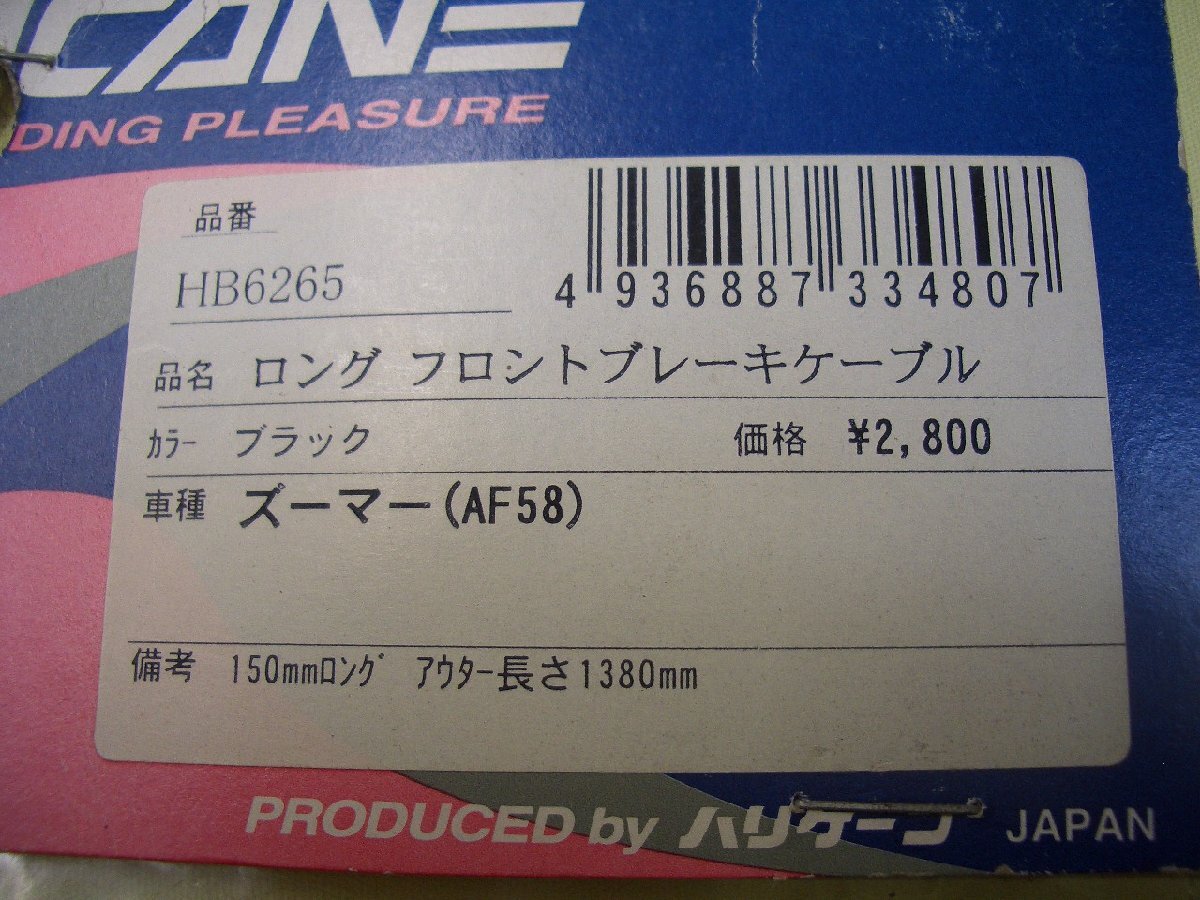 CANE
DING PLEASURE
品番
HB6265
4 936887 334807
品名 ロング フロントブレーキケーブル
カラー ブラック 価格 ¥2,800
車種 ズーマー(AF58)
備考 150mmロング アウター長さ1380mm
PRODUCED by ハリケーン JAPAN